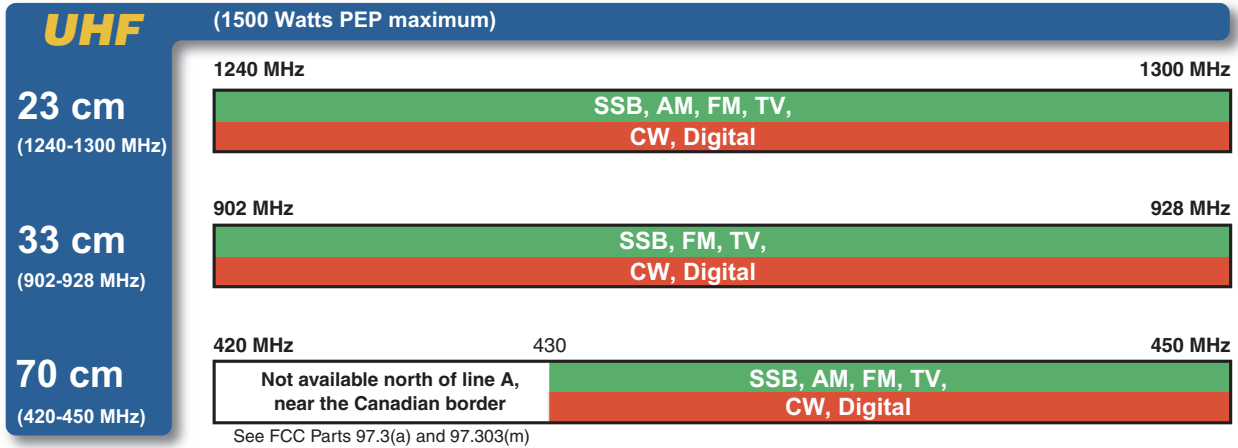 UHF
(1500 Watts PEP maximum)
23 cm
(1240-1300 MHz)
1240 MHz
1300 MHz
SSB, AM, FM, TV,
CW, Digital
33 cm
(902-928 MHz)
902 MHz
928 MHz
SSB, FM, TV,
CW, Digital
70 cm
(420-450 MHz)
420 MHz
430
450 MHz
Not available north of line A,
near the Canadian border
SSB, AM, FM, TV,
CW, Digital
See FCC Parts 97.3(a) and 97.303(m)